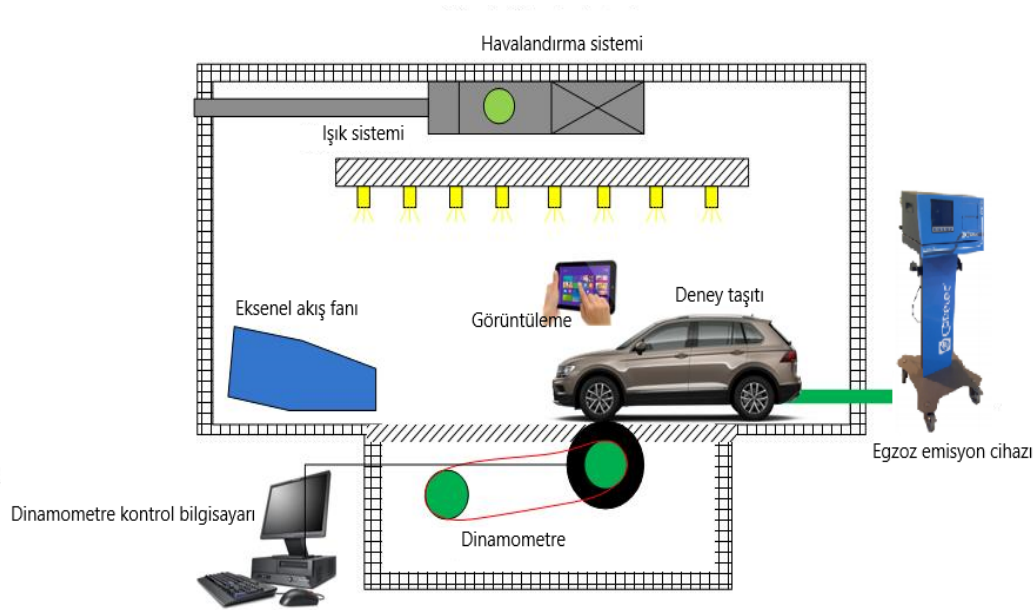 Havalandırma sistemi
Işık sistemi
Eksenel akış fanı
Görüntüleme
Deney taşıtı
Egzoz emisyon cihazı
Dinamometre kontrol bilgisayarı
Dinamometre